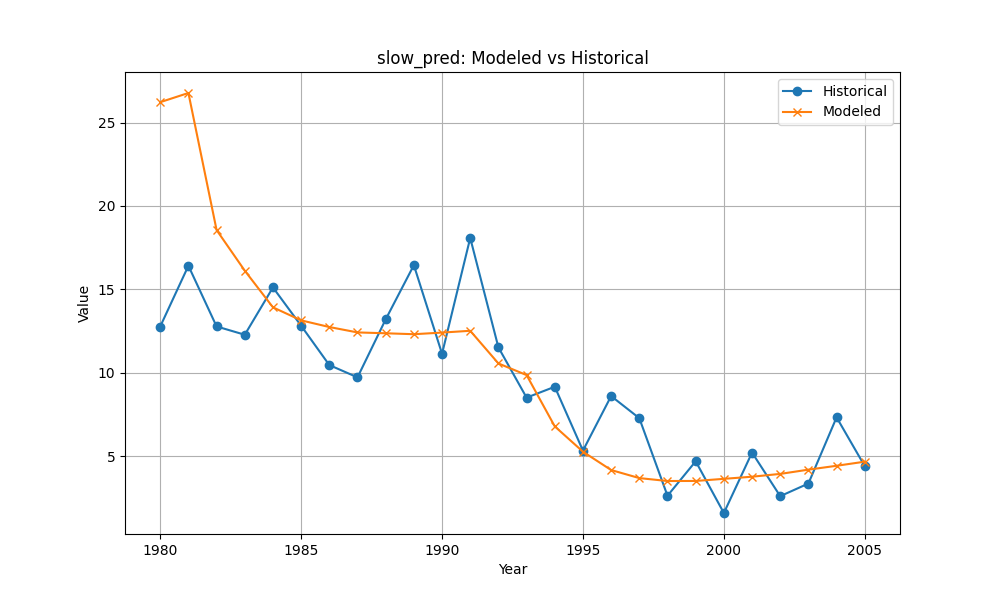 slow_pred: Modeled vs Historical
Historical
Modeled
Value
25
20
15
10
5
1980 1985 1990 1995 2000 2005
Year